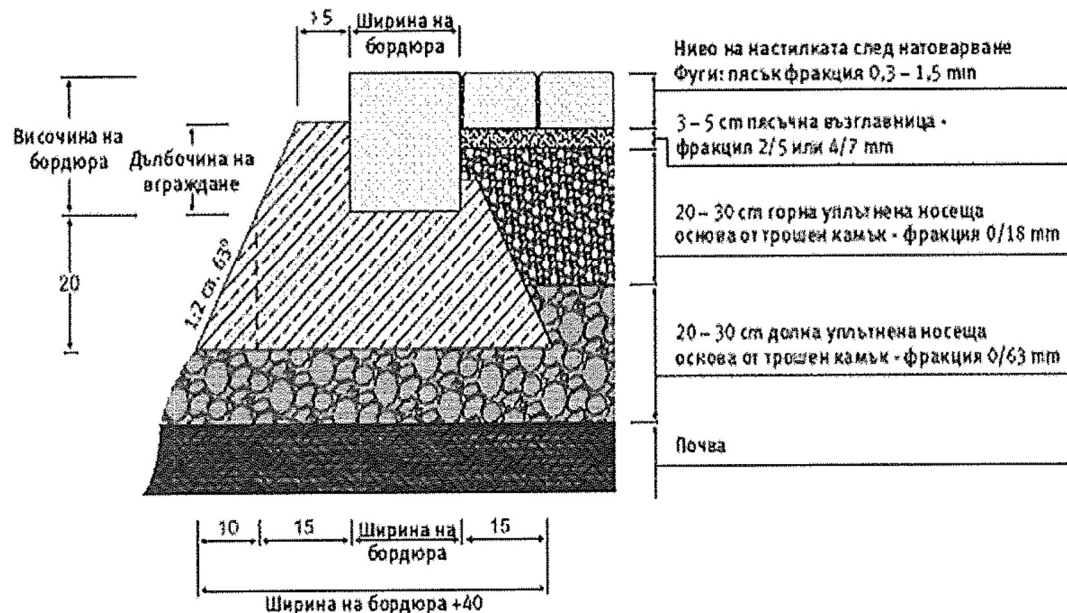 15
Ширина на
бордюра
Ниво на настилката след натоварване
Фуги: пясък фракция 0,3 – 1,5 mm
Височина на
бордюра
Дълбочина на
вграждане
3 – 5 cm пясъчна възглавница -
фракция 2/5 или 4/7 mm
20 – 30 cm горна уплътнена носеща
основа от трошен камък - фракция 0/18 mm
20
1:2 ст. 63°
20 – 30 cm долна уплътнена носеща
основа от трошен камък - фракция 0/63 mm
Почва
10
15
Ширина на
бордюра
15
Ширина на бордюра +40